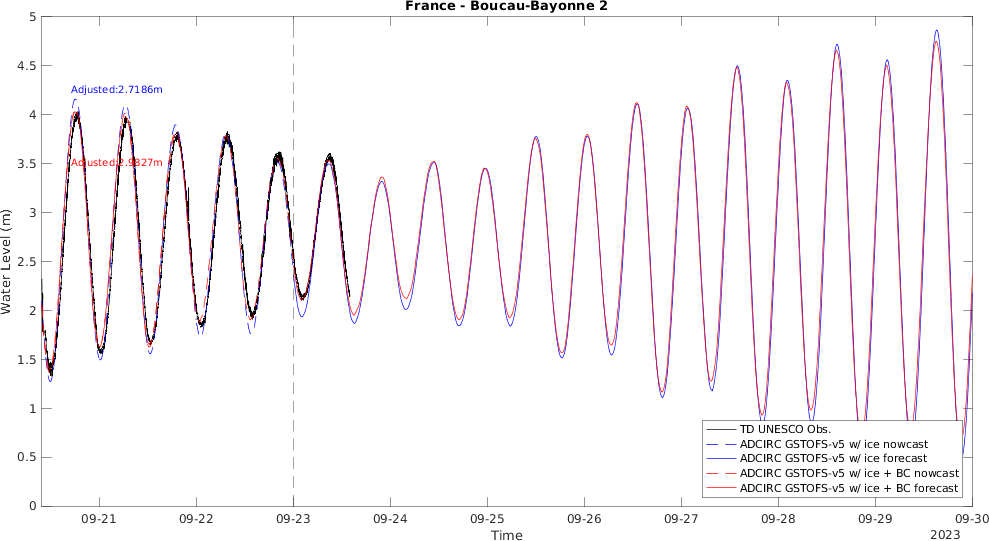 France - Boucau-Bayonne 2
Water Level (m)
5
4.5
4
3.5
3
2.5
2
1.5
1
0.5
0
Adjusted:2.7186m
Adjusted:2.9827m
TD UNESCO Obs.
ADCIRC GSTOFS-v5 w/ ice nowcast
ADCIRC GSTOFS-v5 w/ ice forecast
ADCIRC GSTOFS-v5 w/ ice + BC nowcast
ADCIRC GSTOFS-v5 w/ ice + BC forecast
09-21 09-22 09-23 09-24 09-25 09-26 09-27 09-28 09-29 09-30
Time
2023